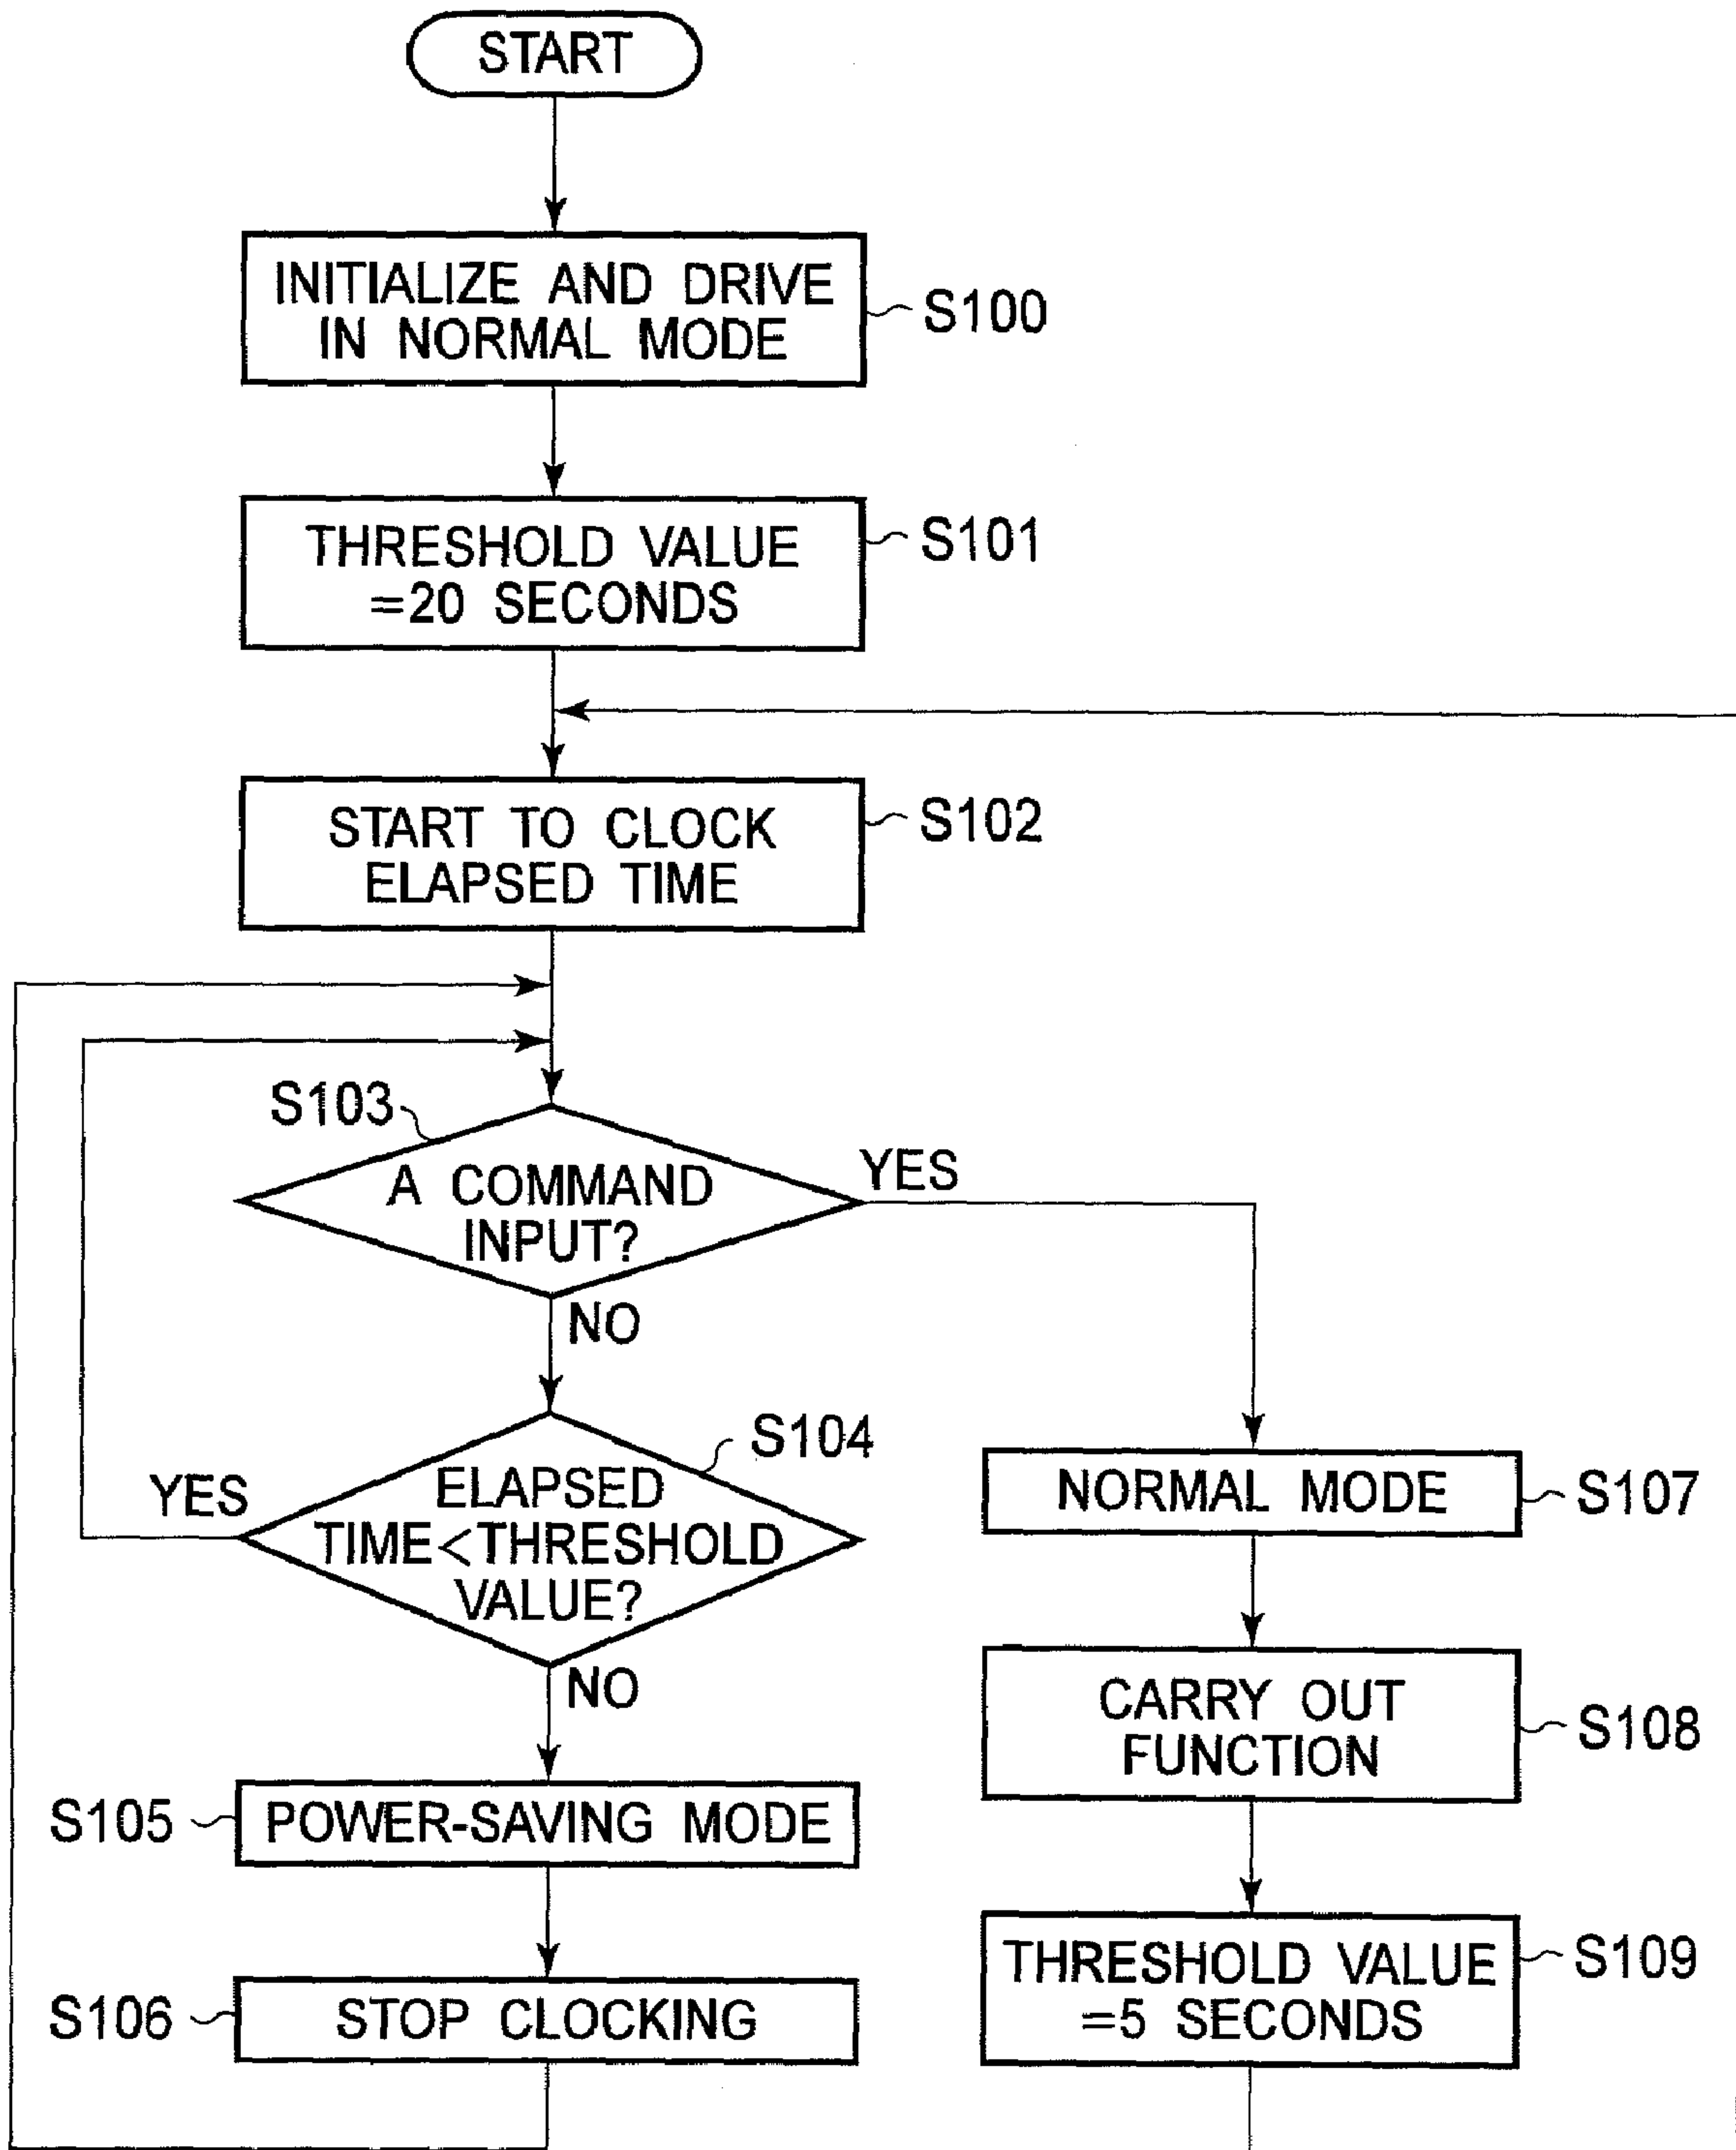 START
INITIALIZE AND DRIVE
IN NORMAL MODE
S100
THRESHOLD VALUE
=20 SECONDS
S101
START TO CLOCK
ELAPSED TIME
S102
S103
A COMMAND
INPUT?
YES
NO
S104
ELAPSED
TIME<THRESHOLD
VALUE?
YES
NO
S105
POWER-SAVING MODE
S106
STOP CLOCKING
NORMAL MODE
S107
CARRY OUT
FUNCTION
S108
THRESHOLD VALUE
=5 SECONDS
S109